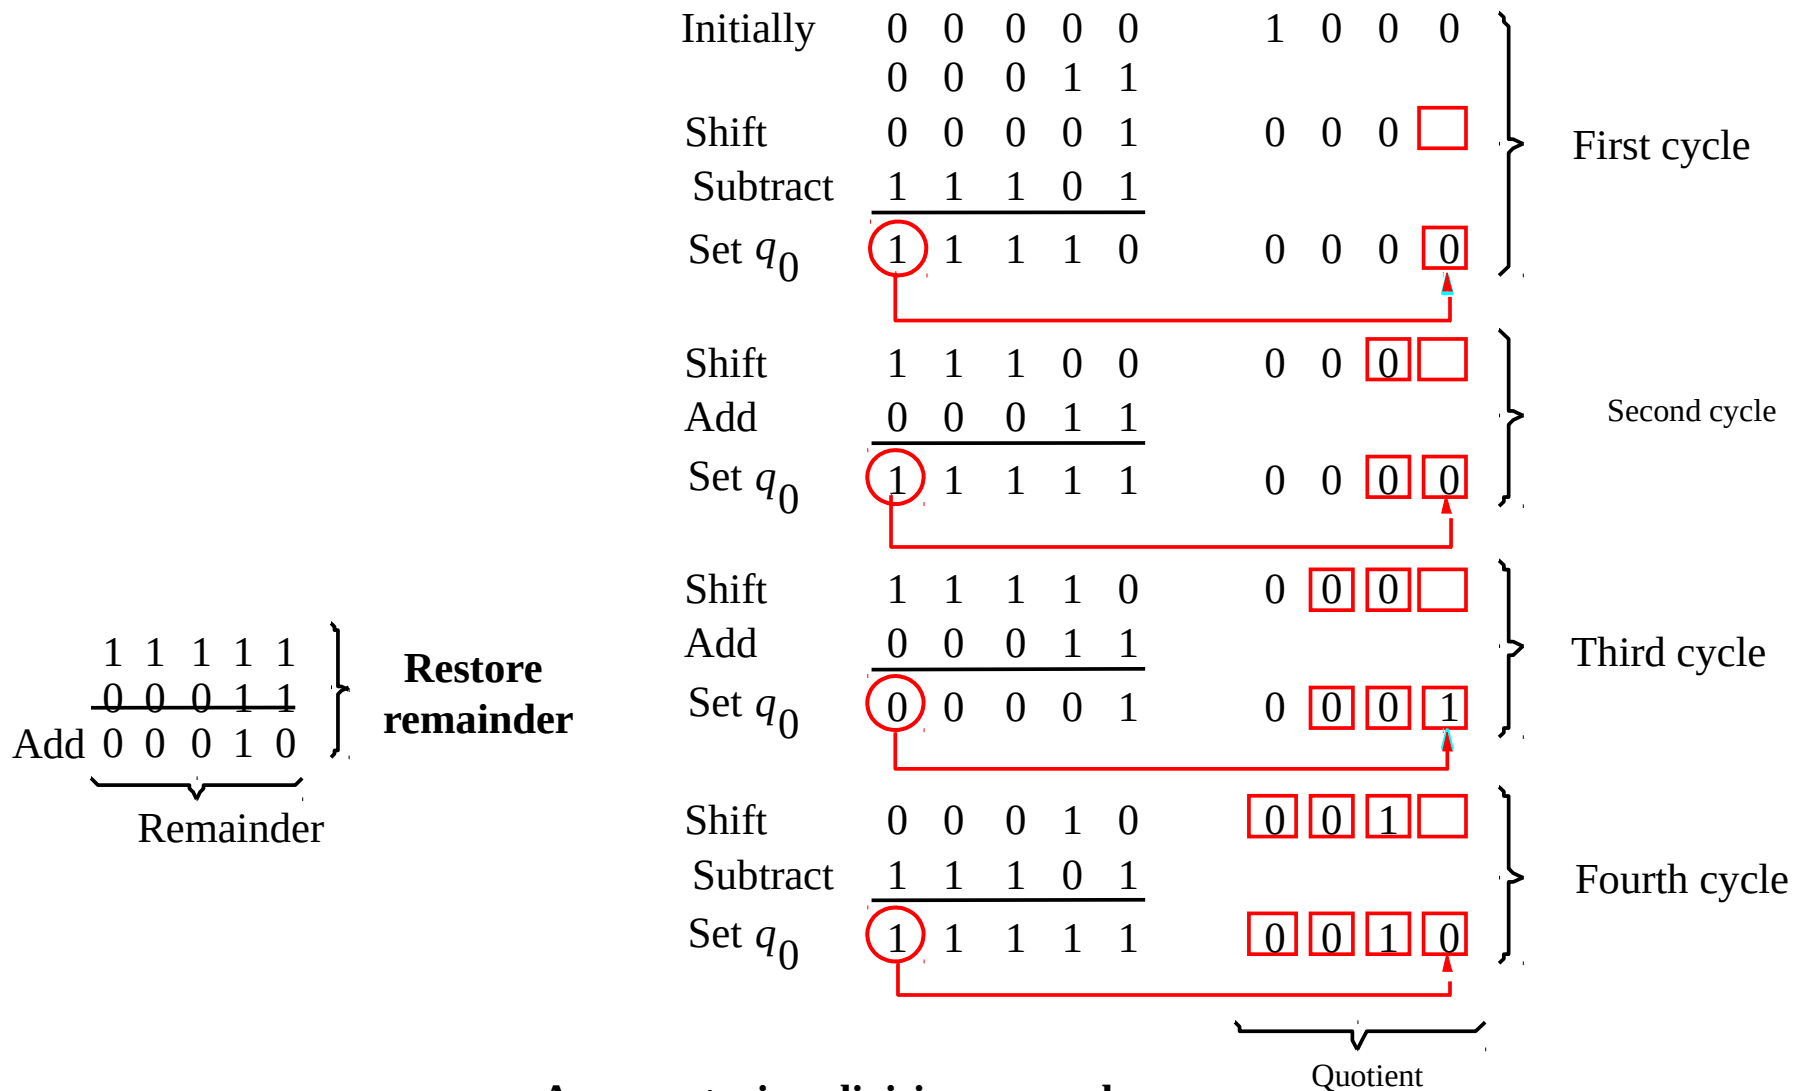 Initially 0 0 0 0 0 1 0 0 0
0 0 0 1 1
Shift 0 0 0 0 1 0 0 0
Subtract 1 1 1 0 1
Set q0 1 1 1 1 0 0 0 0 0
First cycle
Shift 1 1 1 0 0 0 0 0
Add 0 0 0 1 1
Set q0 1 1 1 1 1 0 0 0 0
Second cycle
Shift 1 1 1 1 0 0 0 0
Add 0 0 0 1 1
Set q0 0 0 0 0 1 0 0 0 1
Third cycle
Shift 0 0 0 1 0 0 0 1
Subtract 1 1 1 0 1
Set q0 1 1 1 1 1 0 0 1 0
Fourth cycle
Quotient
1 1 1 1 1
0 0 0 1 1
Add 0 0 0 1 0
Restore
remainder
Remainder